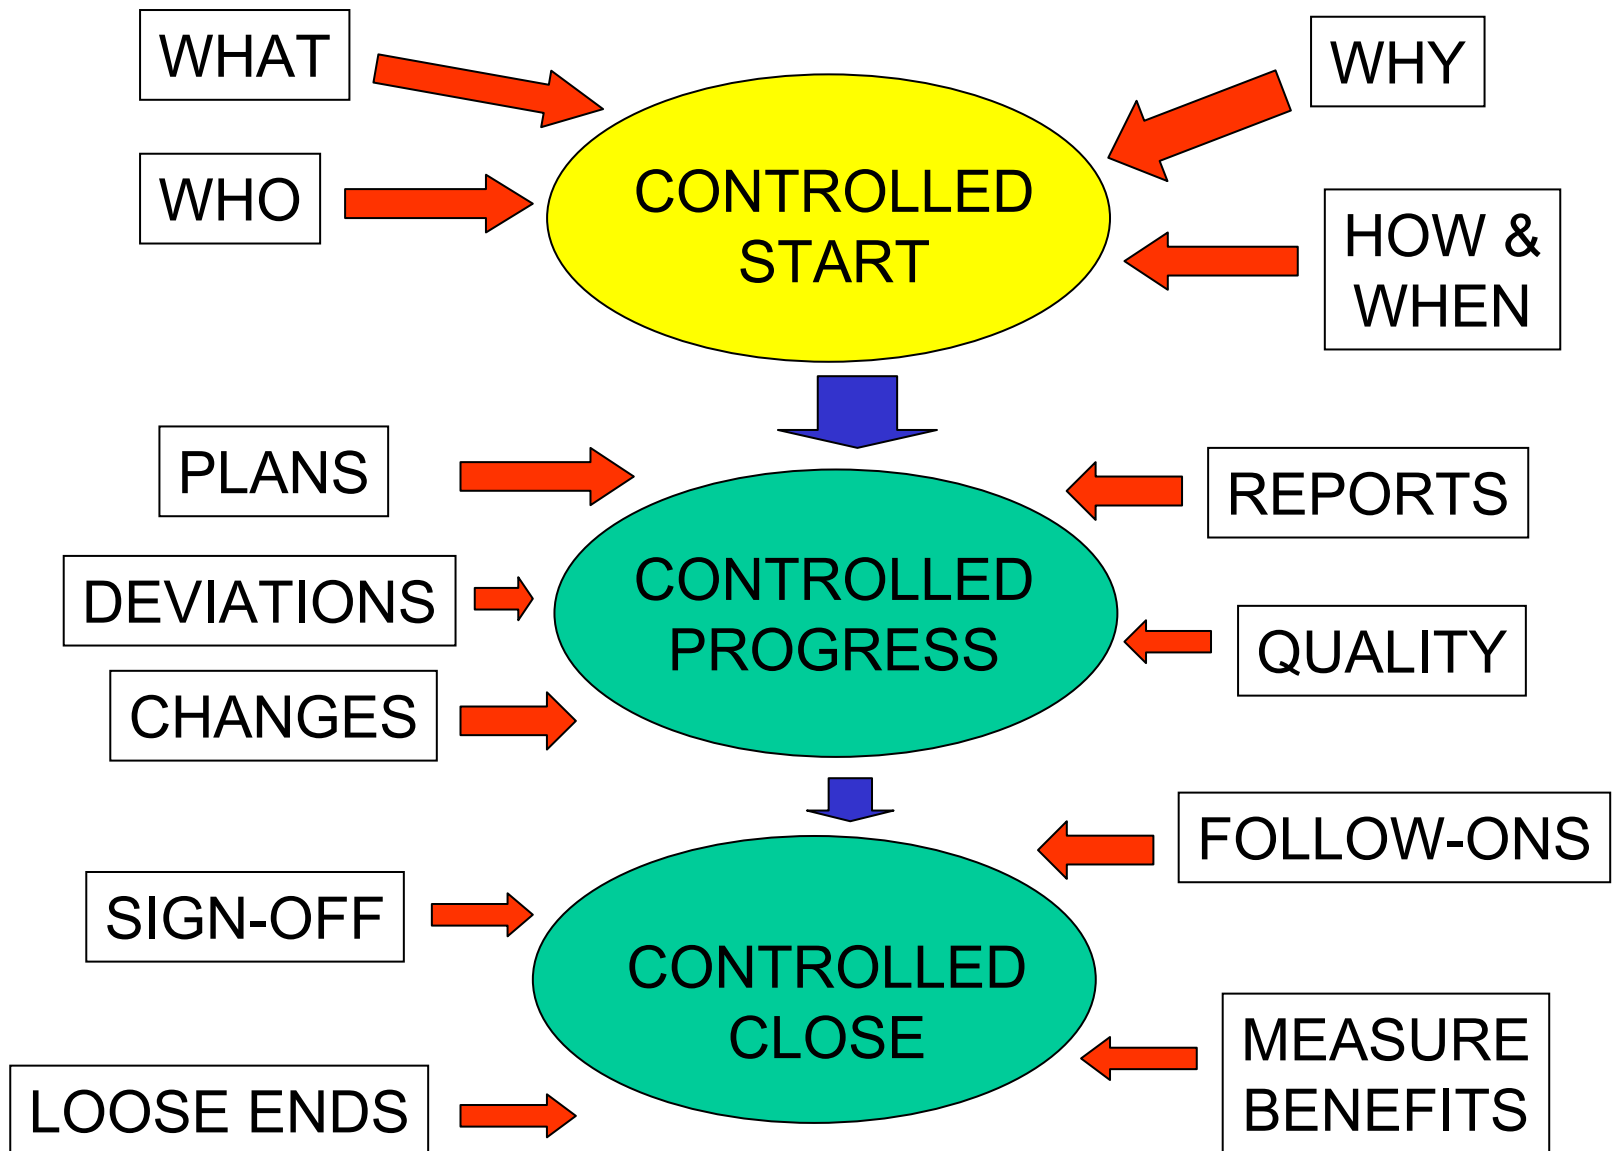 WHAT
WHY
WHO
CONTROLLED
START
HOW &
WHEN
PLANS
REPORTS
DEVIATIONS
CONTROLLED
PROGRESS
QUALITY
CHANGES
FOLLOW-ONS
SIGN-OFF
CONTROLLED
CLOSE
MEASURE
BENEFITS
LOOSE ENDS